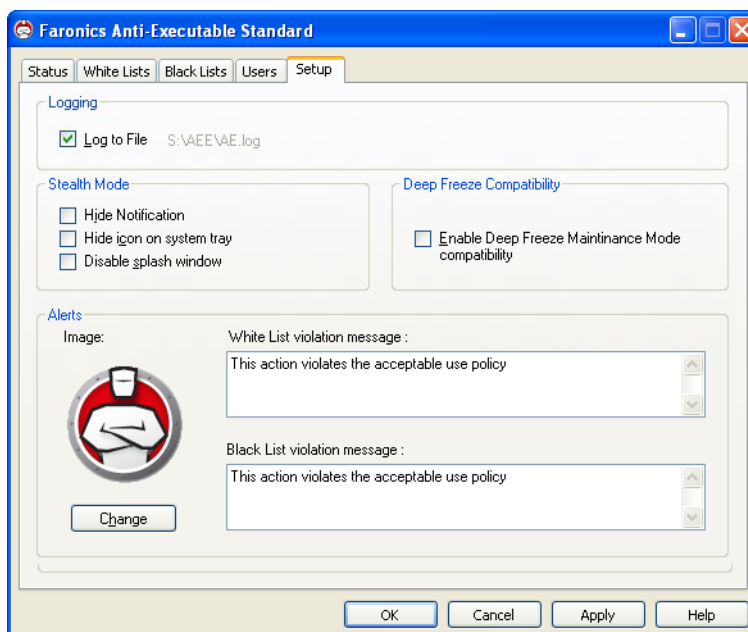 Faronics Anti-Executable Standard
Status White Lists Black Lists Users Setup
Logging
Log to File S:\AEE\AE.log
Stealth Mode
Hide Notification
Hide icon on system tray
Disable splash window
Deep Freeze Compatibility
Enable Deep Freeze Maintinance Mode
compatibility
Alerts
Image:
Change
White List violation message :
This action violates the acceptable use policy
Black List violation message :
This action violates the acceptable use policy
OK Cancel Apply Help